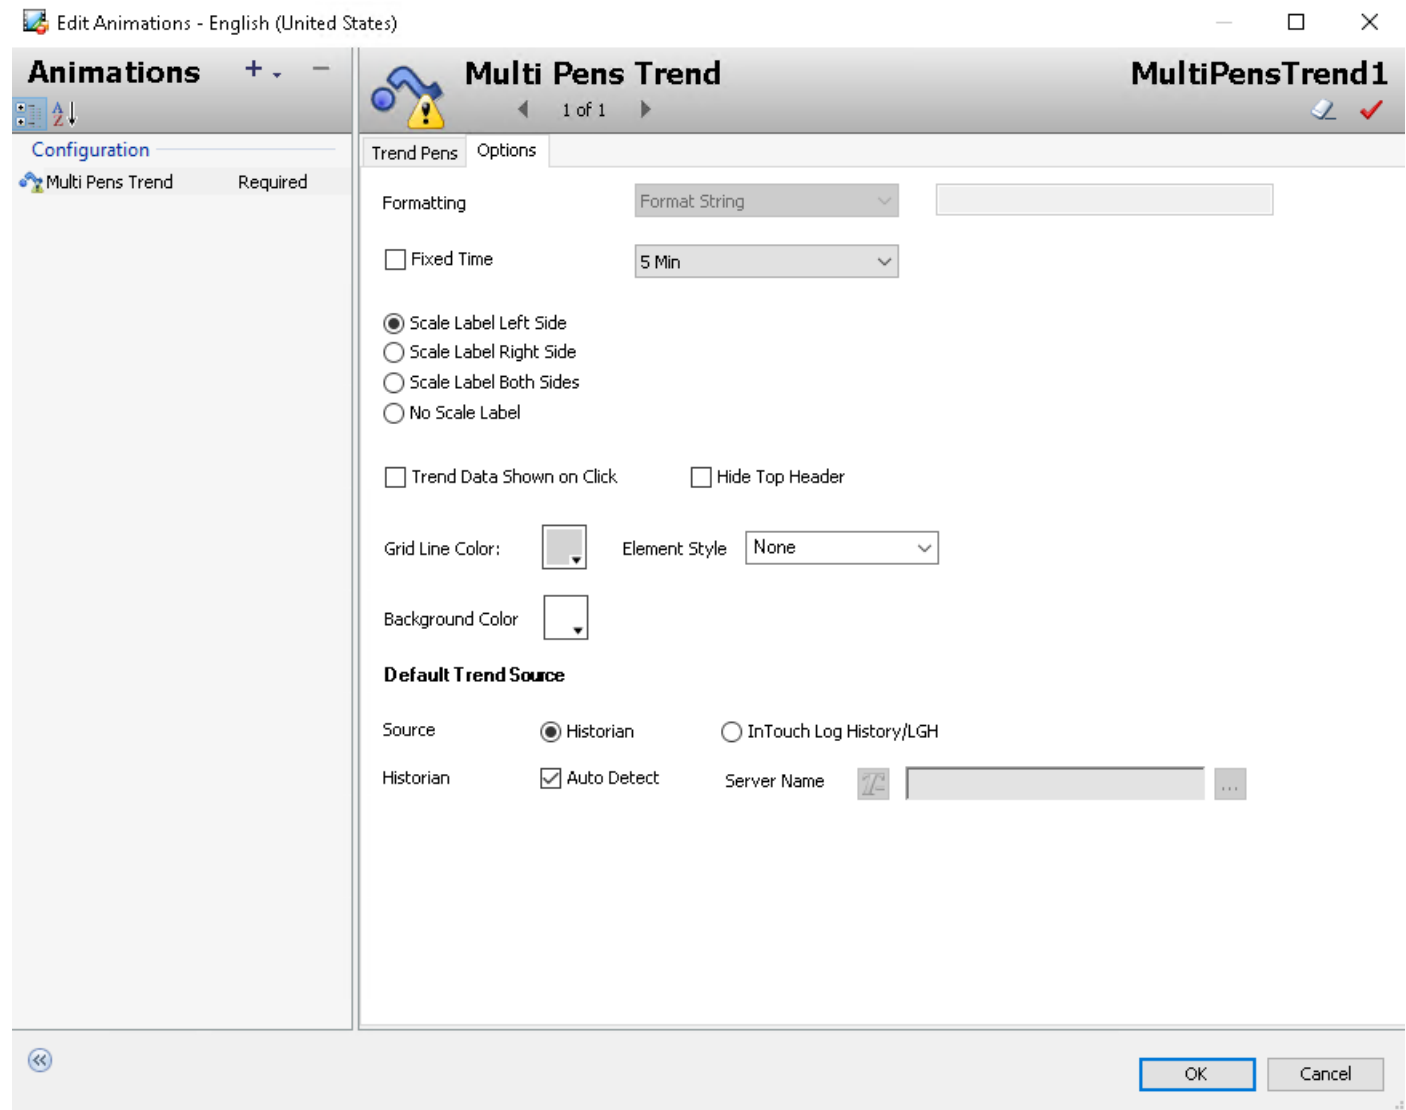 Edit Animations - English (United States)
Animations
Multi Pens Trend
MultiPensTrend1
1 of 1
A
Z
Configuration
Multi Pens Trend Required
Trend Pens Options
Formatting Format String
Fixed Time 5 Min
Scale Label Left Side
Scale Label Right Side
Scale Label Both Sides
No Scale Label
Trend Data Shown on Click Hide Top Header
Grid Line Color: Element Style None
Background Color
Default Trend Source
Source Historian InTouch Log History/LGH
Historian Auto Detect Server Name T ...
OK Cancel